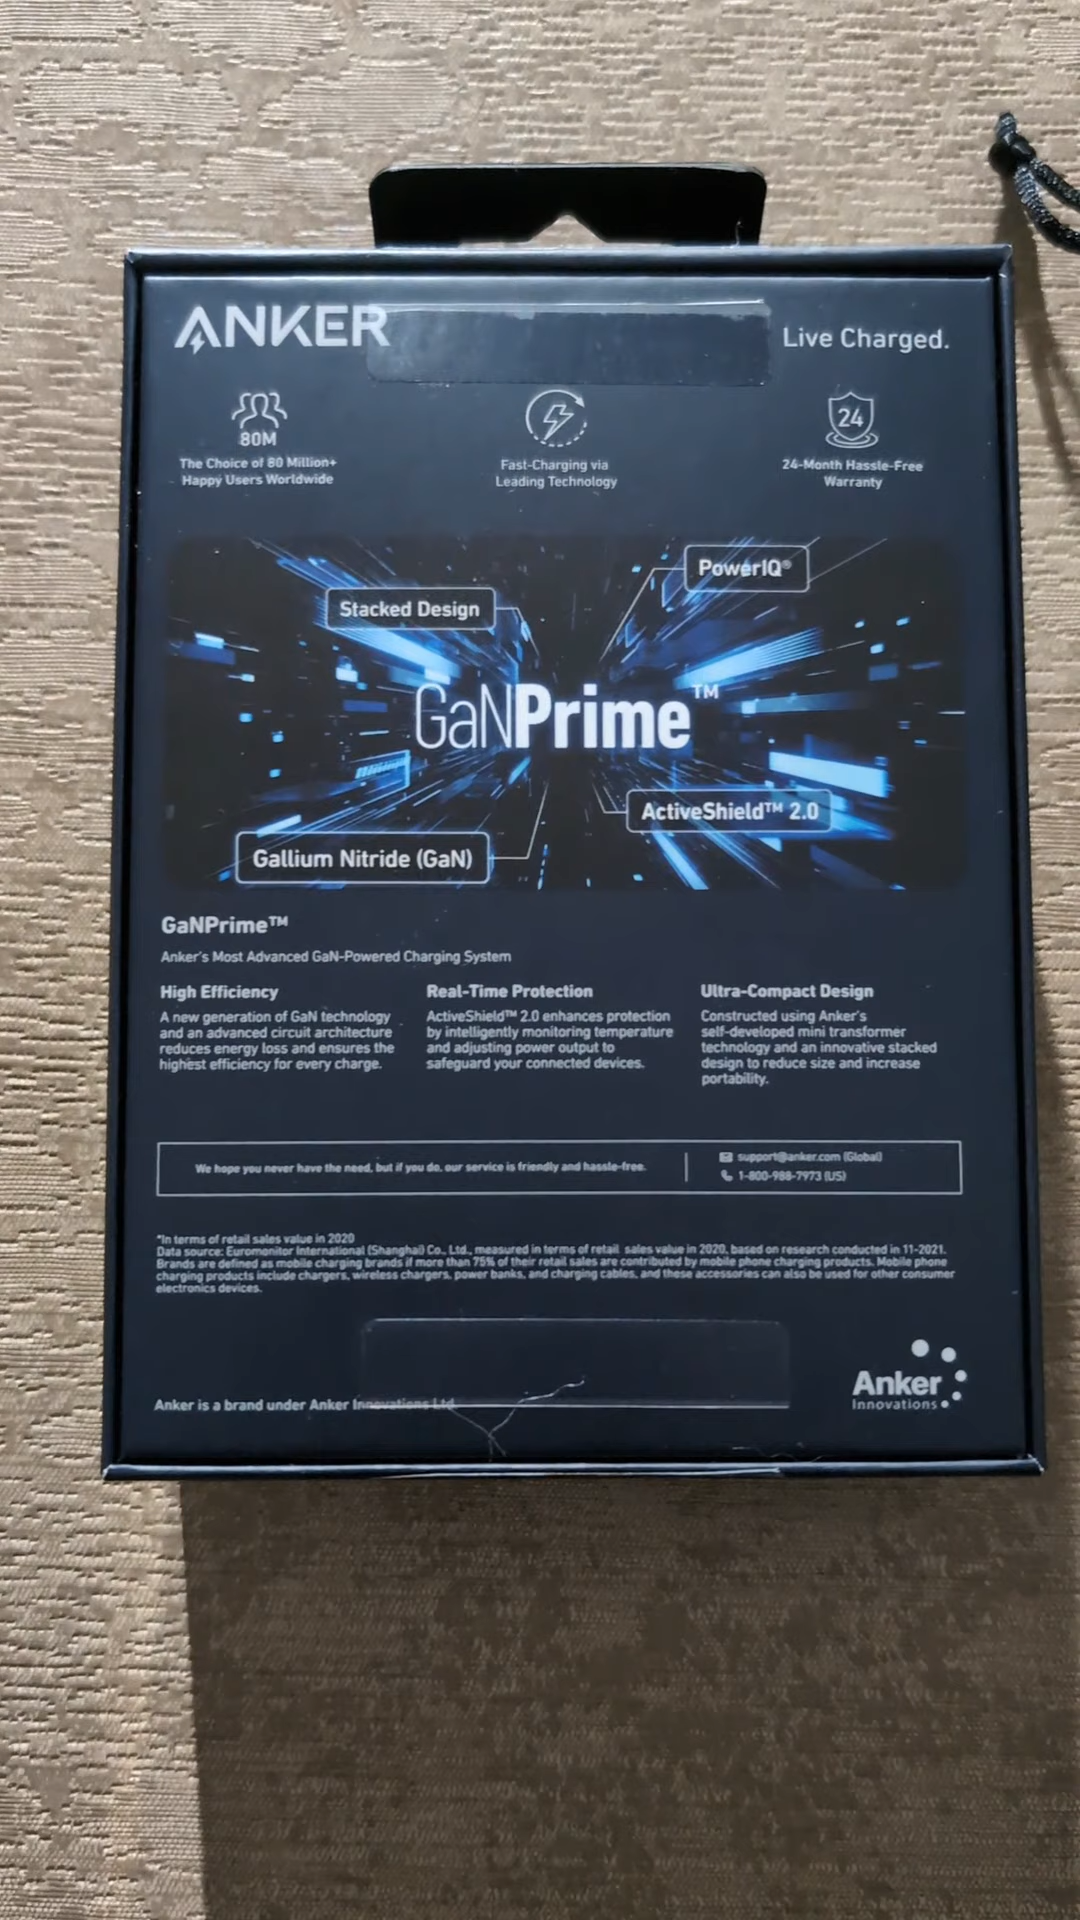 ANKER
Live Charged.
80M
The Choice of 80 Million+
Happy Users Worldwide
Fast-Charging via
Leading Technology
24
24-Month Hassle-Free
Warranty
PowerIQ®
Stacked Design
GaNPrime™
ActiveShield™ 2.0
Gallium Nitride (GaN)
GaNPrime™
Anker's Most Advanced GaN-Powered Charging System
High Efficiency
A new generation of GaN technology
and an advanced circuit architecture
reduces energy loss and ensures the
highest efficiency for every charge.
Real-Time Protection
ActiveShield™ 2.0 enhances protection
by intelligently monitoring temperature
and adjusting power output to
safeguard your connected devices.
Ultra-Compact Design
Constructed using Anker's
self-developed mini transformer
technology and an innovative stacked
design to reduce size and increase
portability.
We hope you never have the need, but if you do, our service is friendly and hassle-free.
support@anker.com (Global)
1-800-988-7973 (US)
*In terms of retail sales value in 2020
Data source: Euromonitor International (Shanghai) Co., Ltd., measured in terms of retail sales value in 2020, based on research conducted in 11-2021.
Brands are defined as mobile charging brands if more than 75% of their retail sales are contributed by mobile phone charging products. Mobile phone
charging products include chargers, wireless chargers, power banks, and charging cables, and these accessories can also be used for other consumer
electronics devices.
Anker is a brand under Anker Innovations Ltd
Anker
Innovations